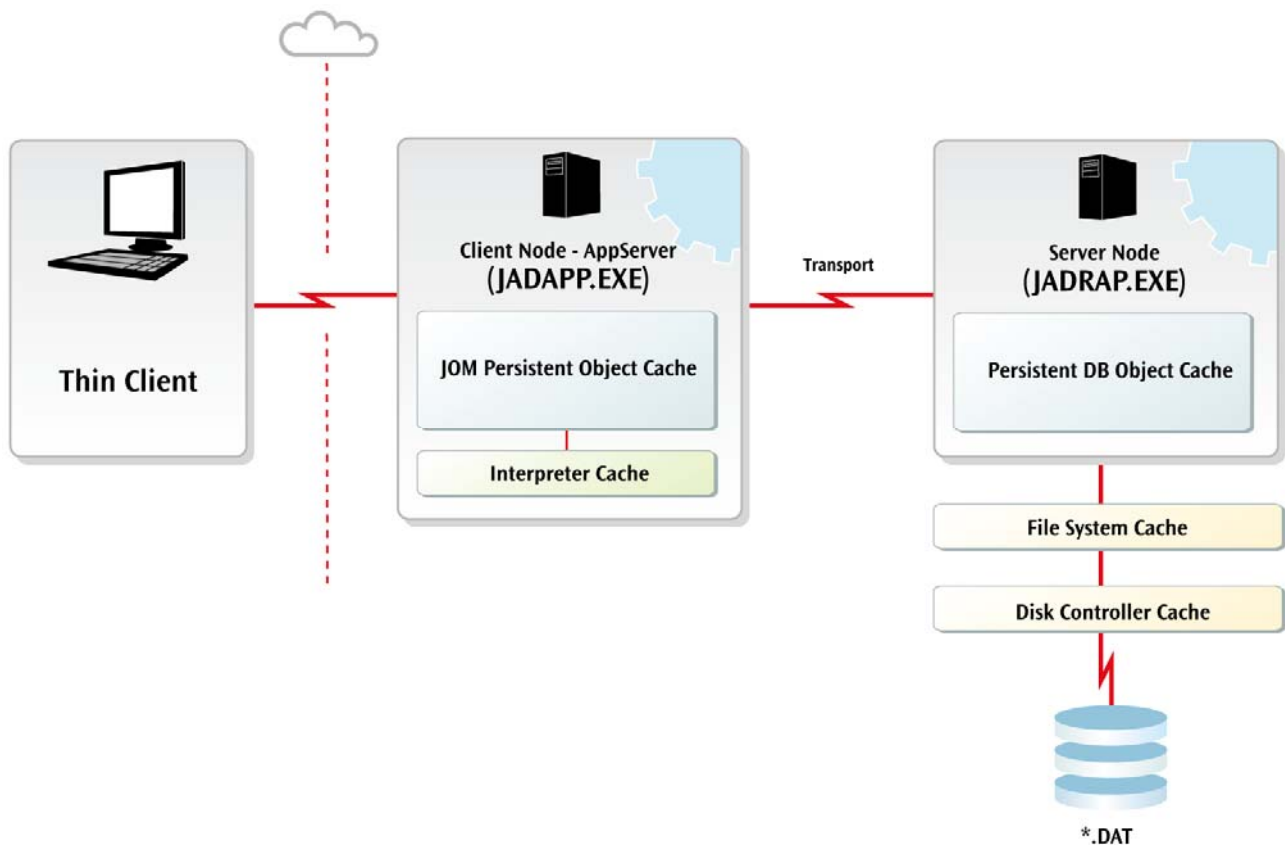 Thin Client
Client Node - AppServer
(JADAPP.EXE)
JOM Persistent Object Cache
Interpreter Cache
Transport
Server Node
(JADRAP.EXE)
Persistent DB Object Cache
File System Cache
Disk Controller Cache
*.DAT